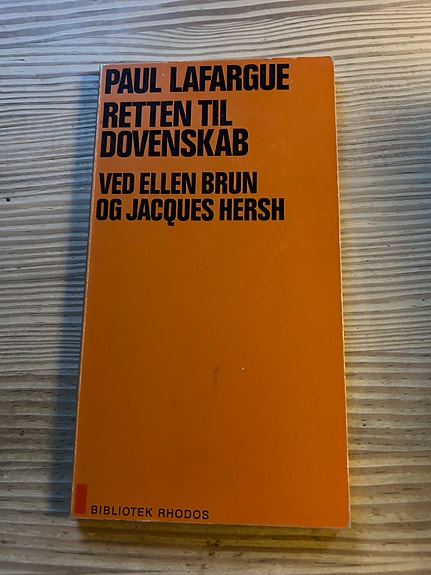 PAUL LAFARGUE
RETTEN TIL
DOVENSKAB
VED ELLEN BRUN
OG JACQUES HERSH
BIBLIOTEK RHODOS